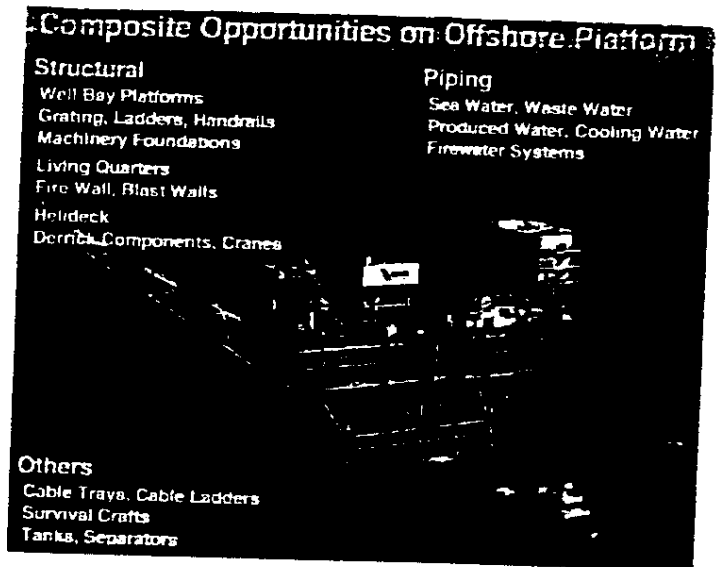 Composite Opportunities on Offshore Platform
Structural
Well Bay Platforms
Grating, Ladders, Handrails
Machinery Foundations
Living Quarters
Fire Wall, Blast Walls
Helideck
Derrick Components, Cranes
Piping
Sea Water, Waste Water
Produced Water, Cooling Water
Firewater Systems
Others
Cable Trays, Cable Ladders
Survival Crafts
Tanks, Separators